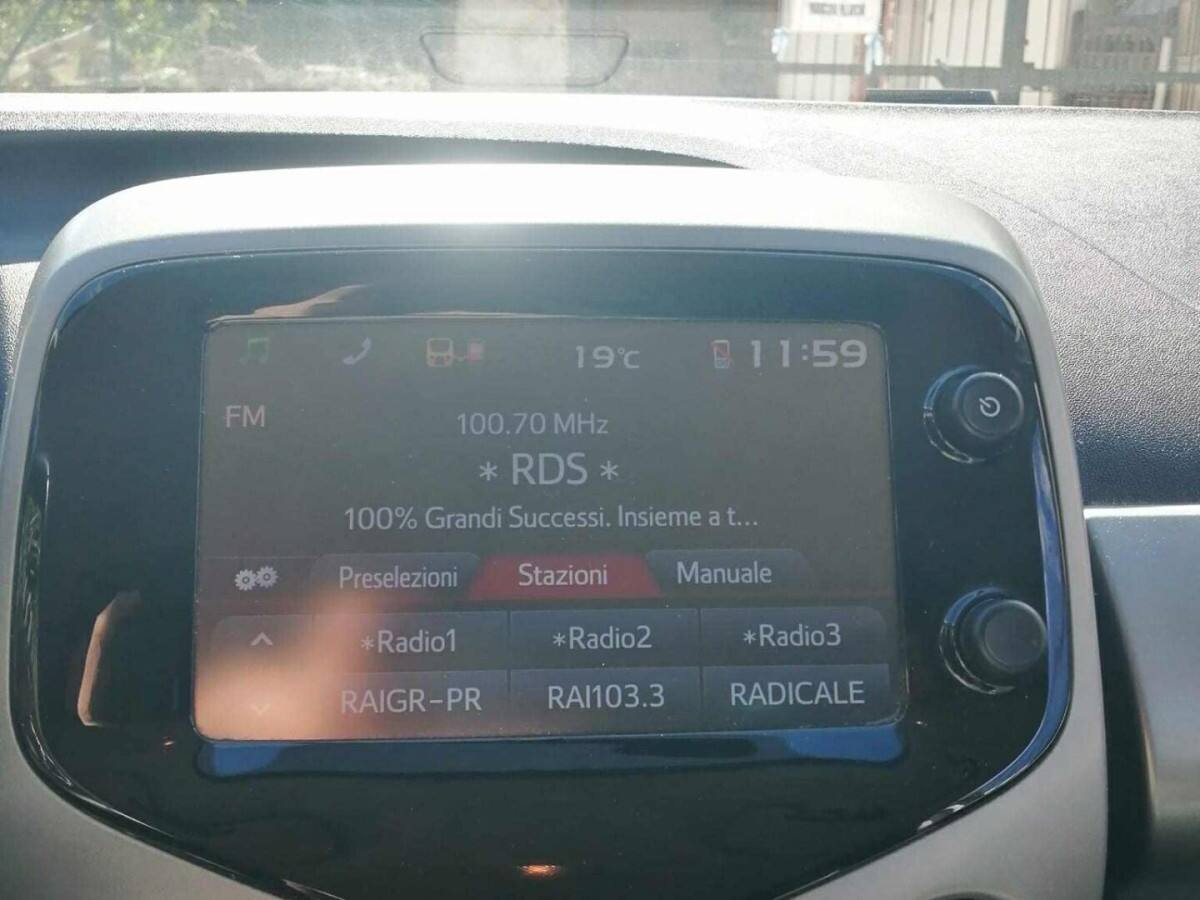 19°C 11:59
FM
100.70 MHz
* RDS *
100% Grandi Successi. Insieme a t...
Preselezioni Stazioni Manuale
*Radio1 *Radio2 *Radio3
RAIGR-PR RAI103.3 RADICALE